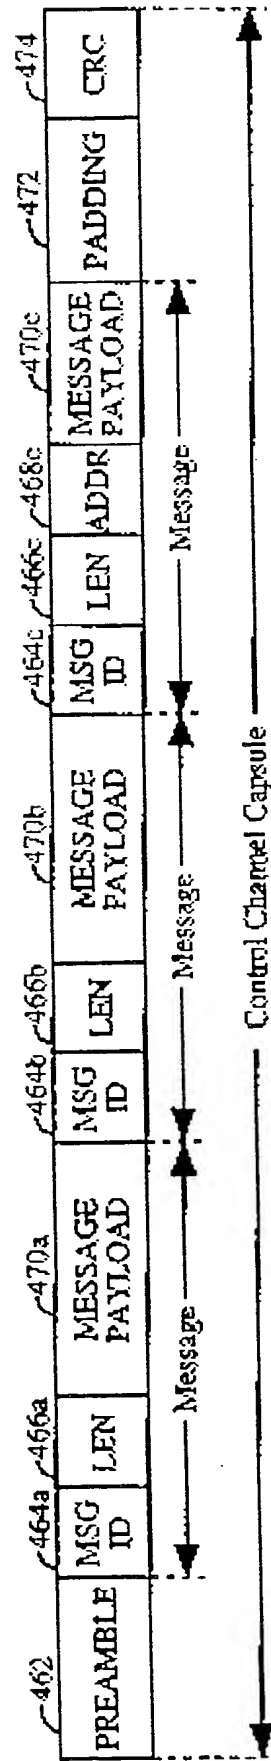 462 464a 466a 470a 464b 466b 470b 464c 466c 468c 470c 472 474
PREAMBLE MSG ID LEN MESSAGE PAYLOAD MSG ID LEN MESSAGE PAYLOAD MSG ID LEN ADDR MESSAGE PAYLOAD PADDING CRC
Message Message Message
Control Channel Capsule